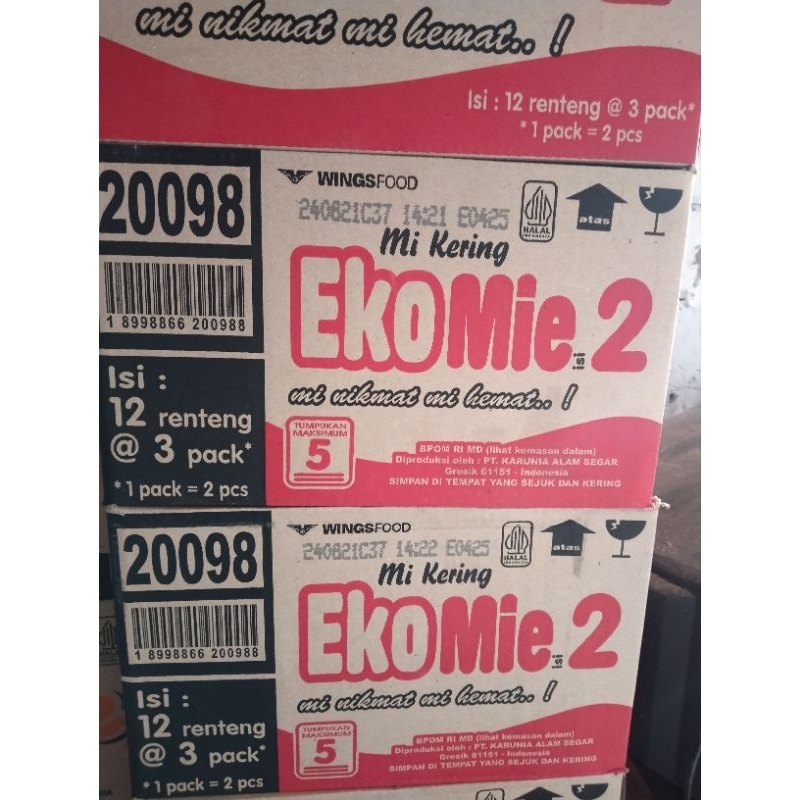 mi nikmat mi hemat.. !
Isi : 12 renteng @ 3 pack*
*1 pack = 2 pcs
20098
1 8998866 200988
Isi :
12 renteng
@ 3 pack*
*1 pack = 2 pcs
WINGSFOOD
240821C37 14:21 E0425
HALAL
INDONESIA
atas
Mi Kering
EkoMie isi 2
mi nikmat mi hemat.. !
TUMPUKAN
MAKSIMUM
5
BPOM RI MD (lihat kemasan dalam)
Diproduksi oleh : PT. KARUNIA ALAM SEGAR
Gresik 61151 - Indonesia
SIMPAN DI TEMPAT YANG SEJUK DAN KERING
20098
1 8998866 200988
Isi :
12 renteng
@ 3 pack*
*1 pack = 2 pcs
WINGSFOOD
240821C37 14:22 E0425
HALAL
INDONESIA
atas
Mi Kering
EkoMie isi 2
mi nikmat mi hemat.. !
TUMPUKAN
MAKSIMUM
5
BPOM RI MD (lihat kemasan dalam)
Diproduksi oleh : PT. KARUNIA ALAM SEGAR
Gresik 61151 - Indonesia
SIMPAN DI TEMPAT YANG SEJUK DAN KERING